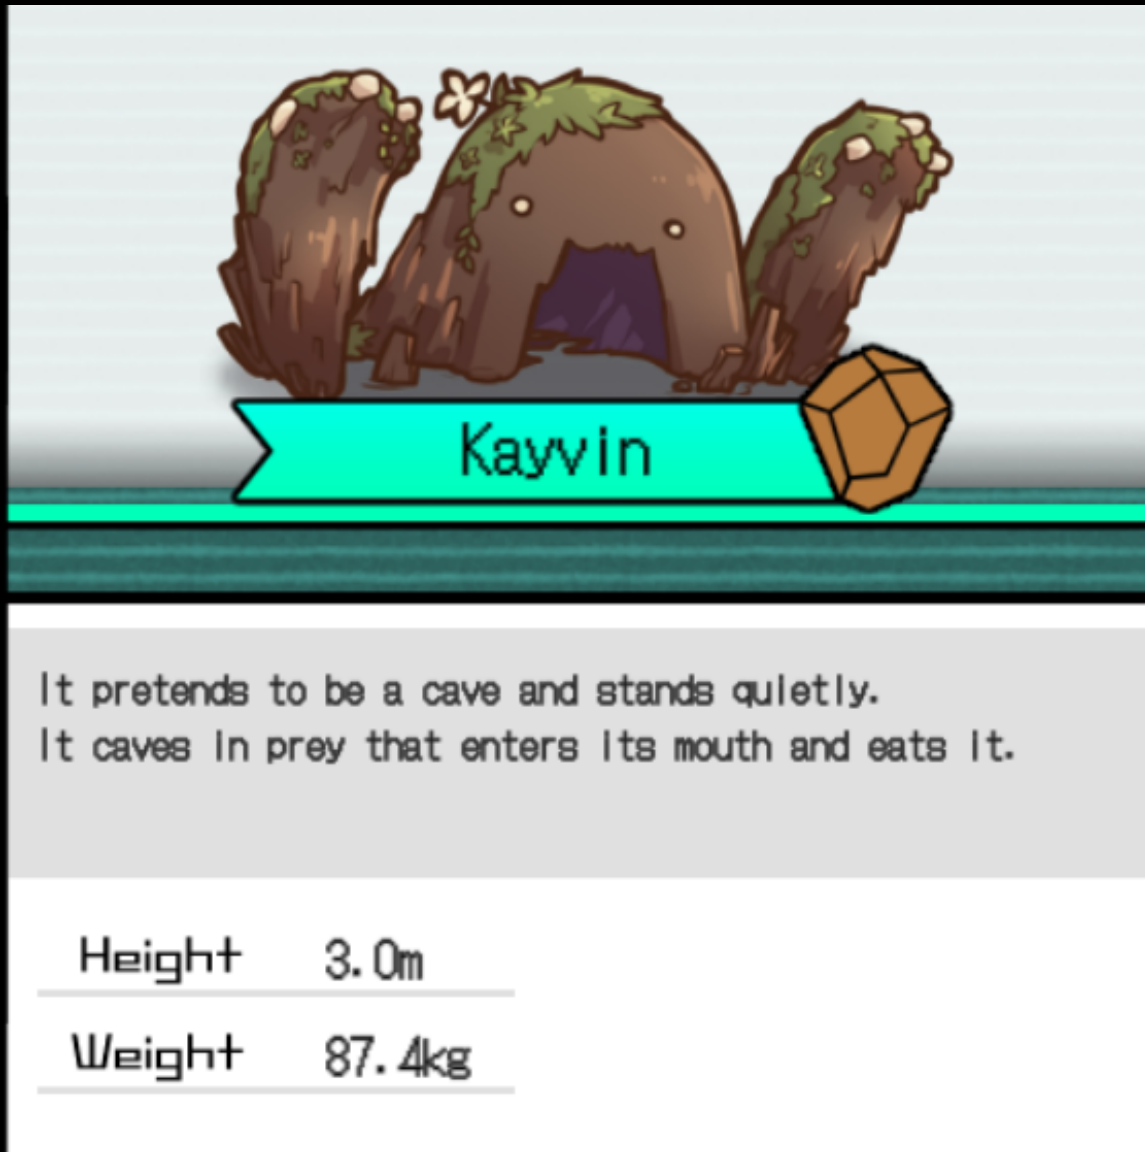 Kayvin
It pretends to be a cave and stands quietly.
It caves in prey that enters its mouth and eats it.
Height 3.0m
Weight 87.4kg